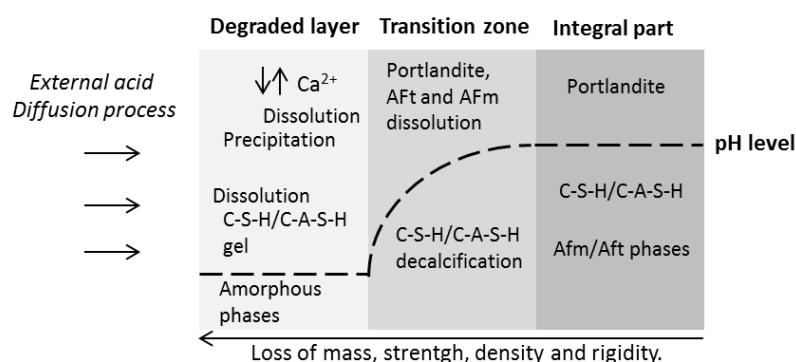 Degraded layer
Transition zone
Integral part
External acid
Diffusion process
Ca2+
Dissolution
Precipitation
Dissolution
C-S-H/C-A-S-H
gel
Amorphous
phases
Portlandite,
AFt and AFm
dissolution
C-S-H/C-A-S-H
decalcification
Portlandite
C-S-H/C-A-S-H
Afm/Aft phases
pH level
Loss of mass, strentgh, density and rigidity.